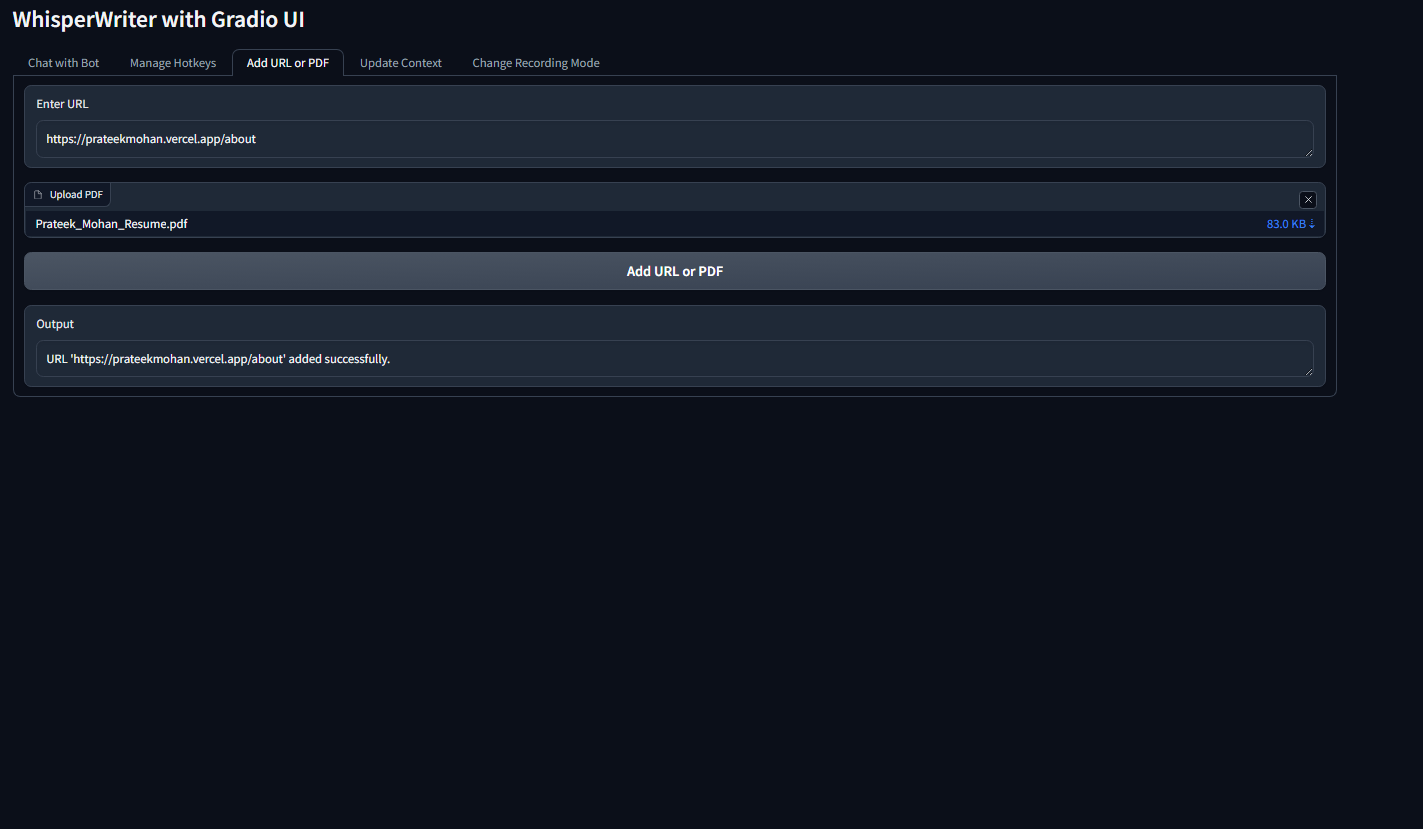 WhisperWriter with Gradio UI
Chat with Bot Manage Hotkeys Add URL or PDF Update Context Change Recording Mode
Enter URL
https://prateekmohan.vercel.app/about
Upload PDF
Prateek_Mohan_Resume.pdf 83.0 KB ⇣
Add URL or PDF
Output
URL 'https://prateekmohan.vercel.app/about' added successfully.